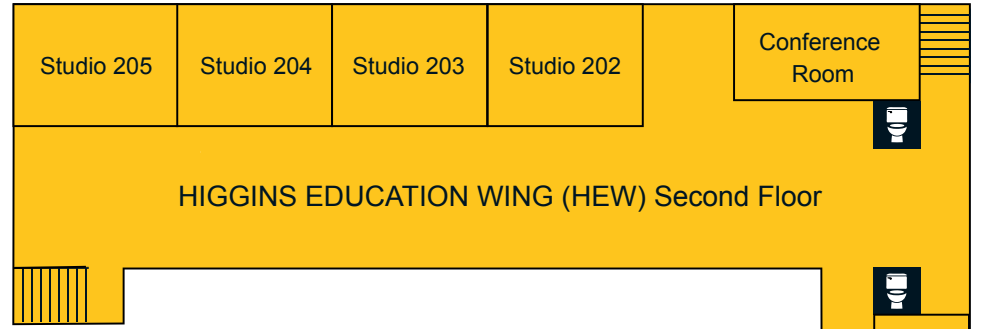 Studio 205
Studio 204
Studio 203
Studio 202
Conference
Room
HIGGINS EDUCATION WING (HEW) Second Floor